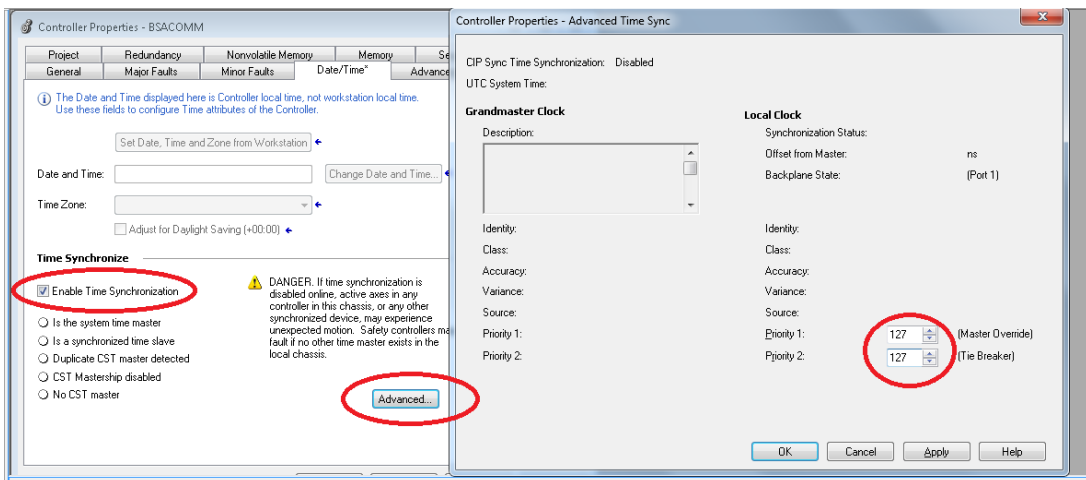 Controller Properties - BSACOMM
Project Redundancy Nonvolatile Memory Memory Se
General Major Faults Minor Faults Date/Time* Advance
The Date and Time displayed here is Controller local time, not workstation local time.
Use these fields to configure Time attributes of the Controller.
Set Date, Time and Zone from Workstation
Date and Time:
Change Date and Time...
Time Zone:
Adjust for Daylight Saving (+00:00)
Time Synchronize
Enable Time Synchronization
Is the system time master
Is a synchronized time slave
Duplicate CST master detected
CST Mastership disabled
No CST master
DANGER. If time synchronization is
disabled online, active axes in any
controller in this chassis, or any other
synchronized device, may experience
unexpected motion. Safety controllers ma
fault if no other time master exists in the
local chassis.
Advanced...
Controller Properties - Advanced Time Sync
CIP Sync Time Synchronization: Disabled
UTC System Time:
Grandmaster Clock
Description:
Identity:
Class:
Accuracy:
Variance:
Source:
Priority 1:
Priority 2:
Local Clock
Synchronization Status:
Offset from Master: ns
Backplane State: (Port 1)
Identity:
Class:
Accuracy:
Variance:
Source:
Priority 1: 127 (Master Override)
Priority 2: 127 (Tie Breaker)
OK Cancel Apply Help